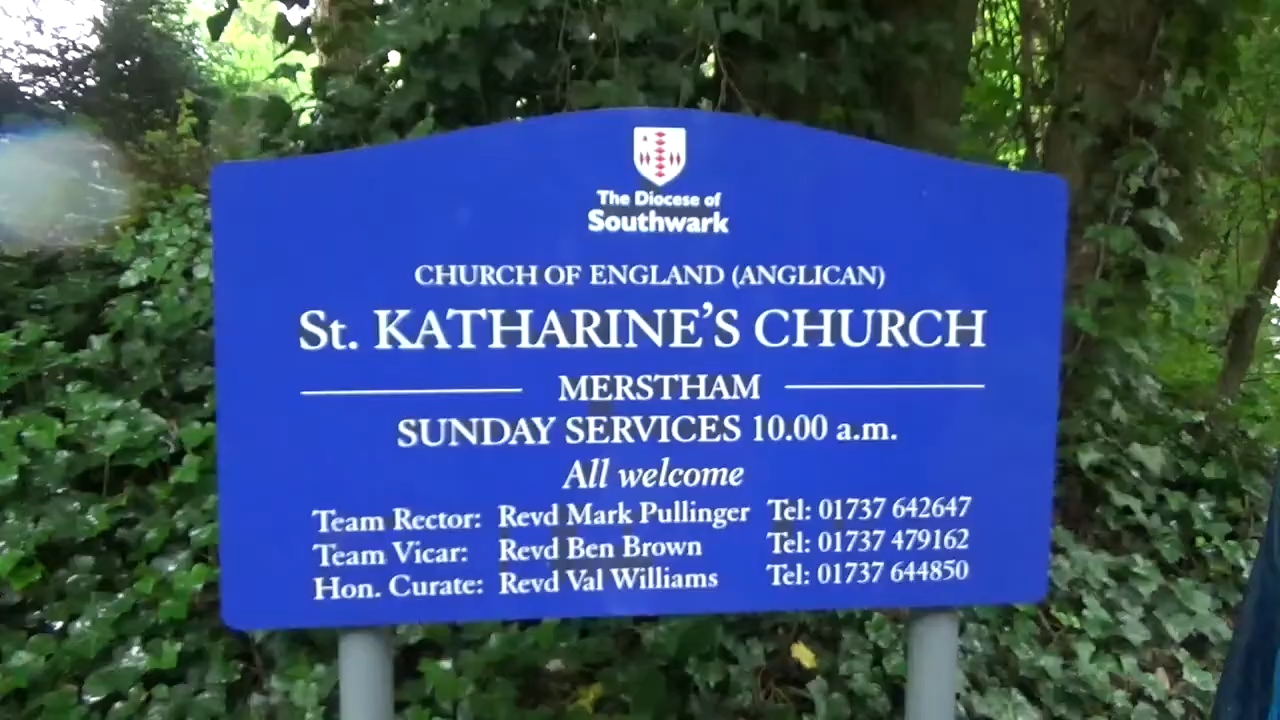 The Diocese of
Southwark
CHURCH OF ENGLAND (ANGLICAN)
St. KATHARINE'S CHURCH
MERSTHAM
SUNDAY SERVICES 10.00 a.m.
All welcome
Team Rector: Revd Mark Pullinger Tel: 01737 642647
Team Vicar: Revd Ben Brown Tel: 01737 479162
Hon. Curate: Revd Val Williams Tel: 01737 644850